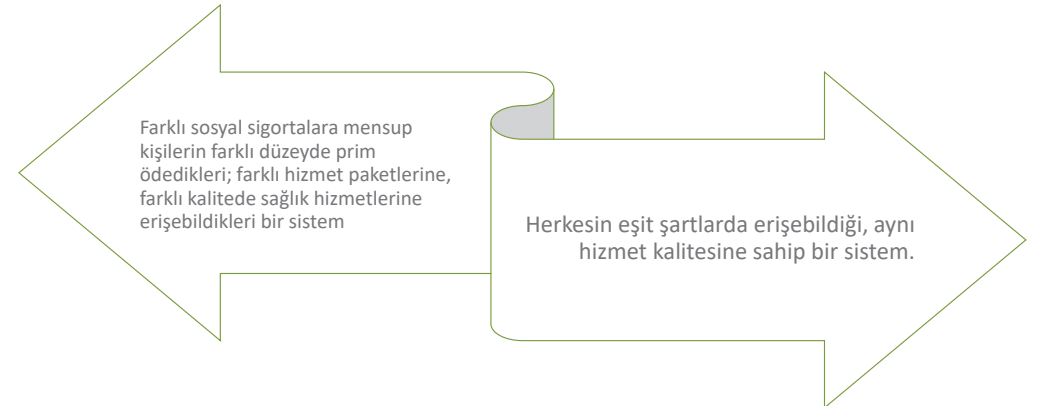 Farklı sosyal sigortalara mensup
kişilerin farklı düzeyde prim
ödedikleri; farklı hizmet paketlerine,
farklı kalitede sağlık hizmetlerine
erişebildikleri bir sistem
Herkesin eşit şartlarda erişebildiği, aynı
hizmet kalitesine sahip bir sistem.